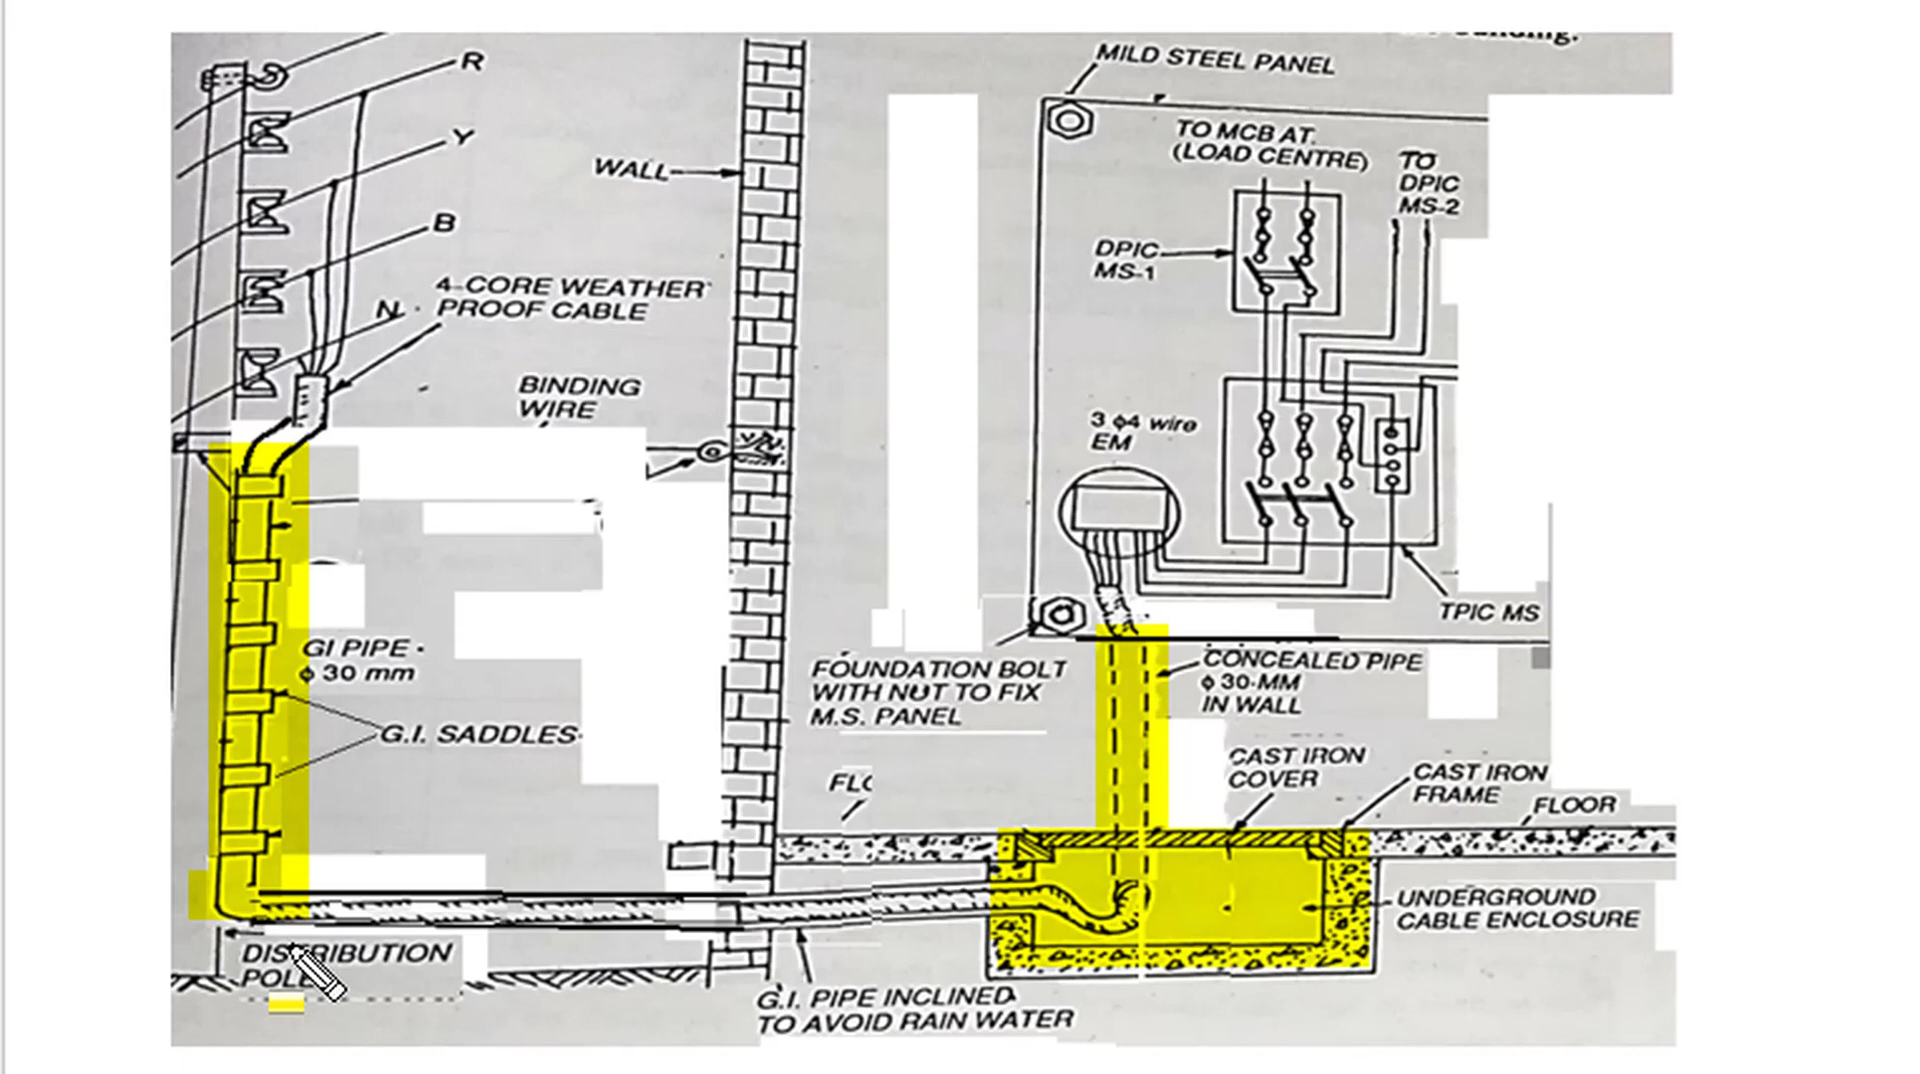 MILD STEEL PANEL
R
Y
B
N
WALL
4-CORE WEATHER
PROOF CABLE
BINDING
WIRE
TO MCB AT.
(LOAD CENTRE)
TO
DPIC
MS-2
DPIC
MS-1
3 ϕ4 wire
EM
TPIC MS
GI PIPE
ϕ 30 mm
G.I. SADDLES
FOUNDATION BOLT
WITH NUT TO FIX
M.S. PANEL
CONCEALED PIPE
ϕ 30-MM
IN WALL
CAST IRON
COVER
CAST IRON
FRAME
FLOOR
UNDERGROUND
CABLE ENCLOSURE
DISTRIBUTION
POLE
G.I. PIPE INCLINED
TO AVOID RAIN WATER